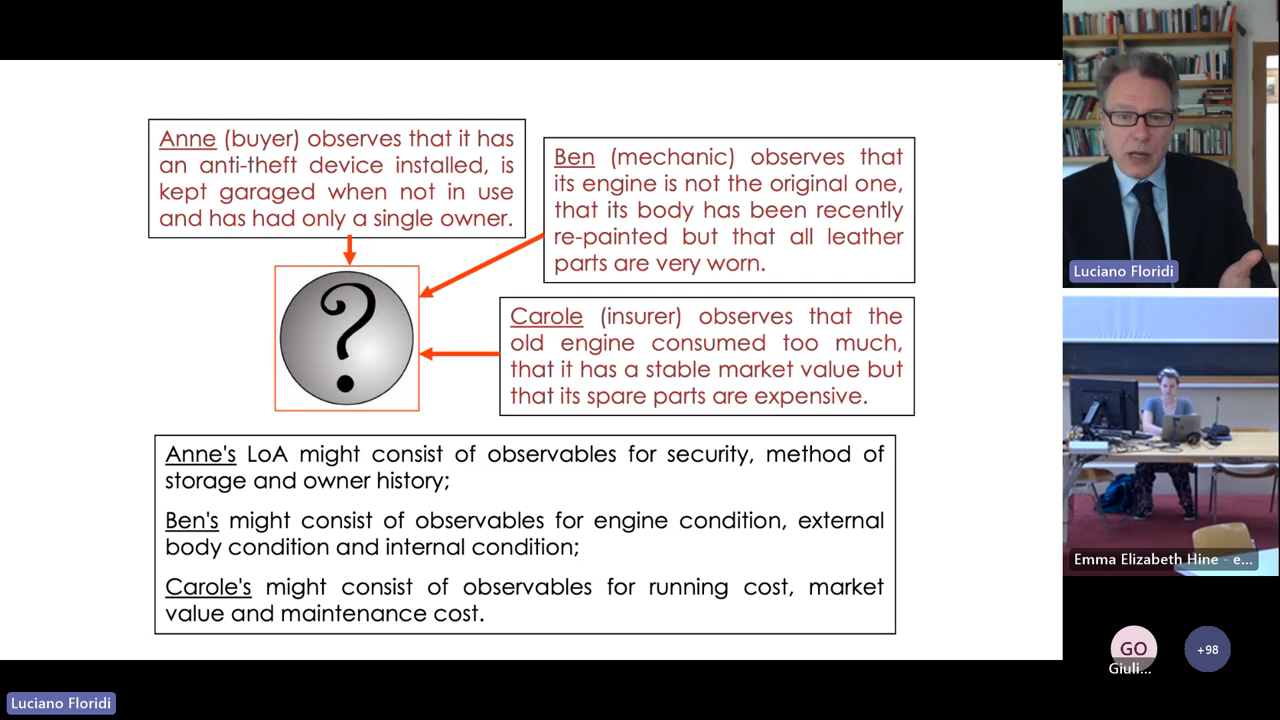 Anne (buyer) observes that it has
an anti-theft device installed, is
kept garaged when not in use
and has had only a single owner.
Ben (mechanic) observes that
its engine is not the original one,
that its body has been recently
re-painted but that all leather
parts are very worn.
?
Carole (insurer) observes that the
old engine consumed too much,
that it has a stable market value but
that its spare parts are expensive.
Anne's LoA might consist of observables for security, method of
storage and owner history;
Ben's might consist of observables for engine condition, external
body condition and internal condition;
Carole's might consist of observables for running cost, market
value and maintenance cost.
Luciano Floridi
Emma Elizabeth Hine - e...
GO
Giuli...
+98
Luciano Floridi